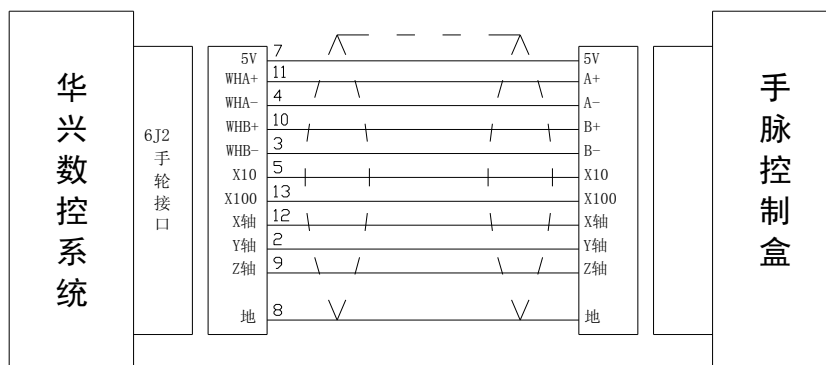 华兴数控系统
6J2
手轮接口
5V 7 5V
WHA+ 11 A+
WHA- 4 A-
WHB+ 10 B+
WHB- 3 B-
X10 5 X10
X100 13 X100
X轴 12 X轴
Y轴 2 Y轴
Z轴 9 Z轴
地 8 地
手脉控制盒